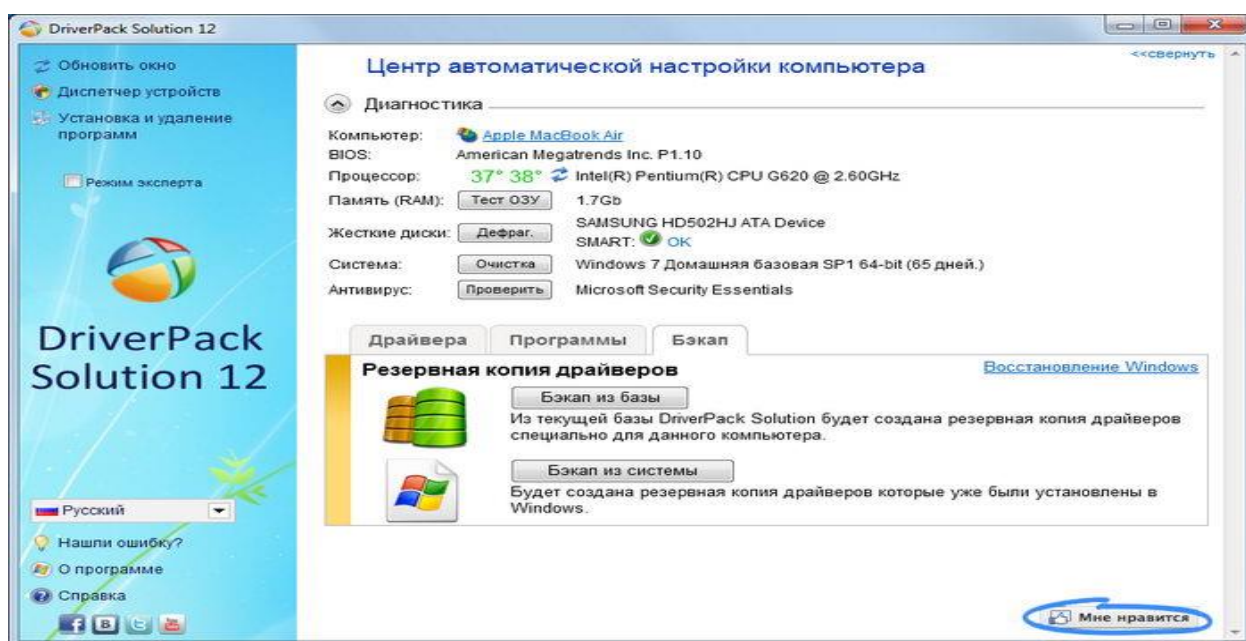 DriverPack Solution 12
Обновить окно
Диспетчер устройств
Установка и удаление
программ
Режим эксперта
DriverPack
Solution 12
Русский
Нашли ошибку?
О программе
Справка
<<свернуть
Центр автоматической настройки компьютера
Диагностика
Компьютер: Apple MacBook Air
BIOS: American Megatrends Inc. P1.10
Процессор: 37° 38° Intel(R) Pentium(R) CPU G620 @ 2.60GHz
Память (RAM): Тест ОЗУ 1.7Gb
Жесткие диски: Дефраг. SAMSUNG HD502HJ ATA Device
SMART: OK
Система: Очистка Windows 7 Домашняя базовая SP1 64-bit (65 дней.)
Антивирус: Проверить Microsoft Security Essentials
Драйвера Программы Бэкап
Резервная копия драйверов Восстановление Windows
Бэкап из базы
Из текущей базы DriverPack Solution будет создана резервная копия драйверов
специально для данного компьютера.
Бэкап из системы
Будет создана резервная копия драйверов которые уже были установлены в
Windows.
Мне нравится